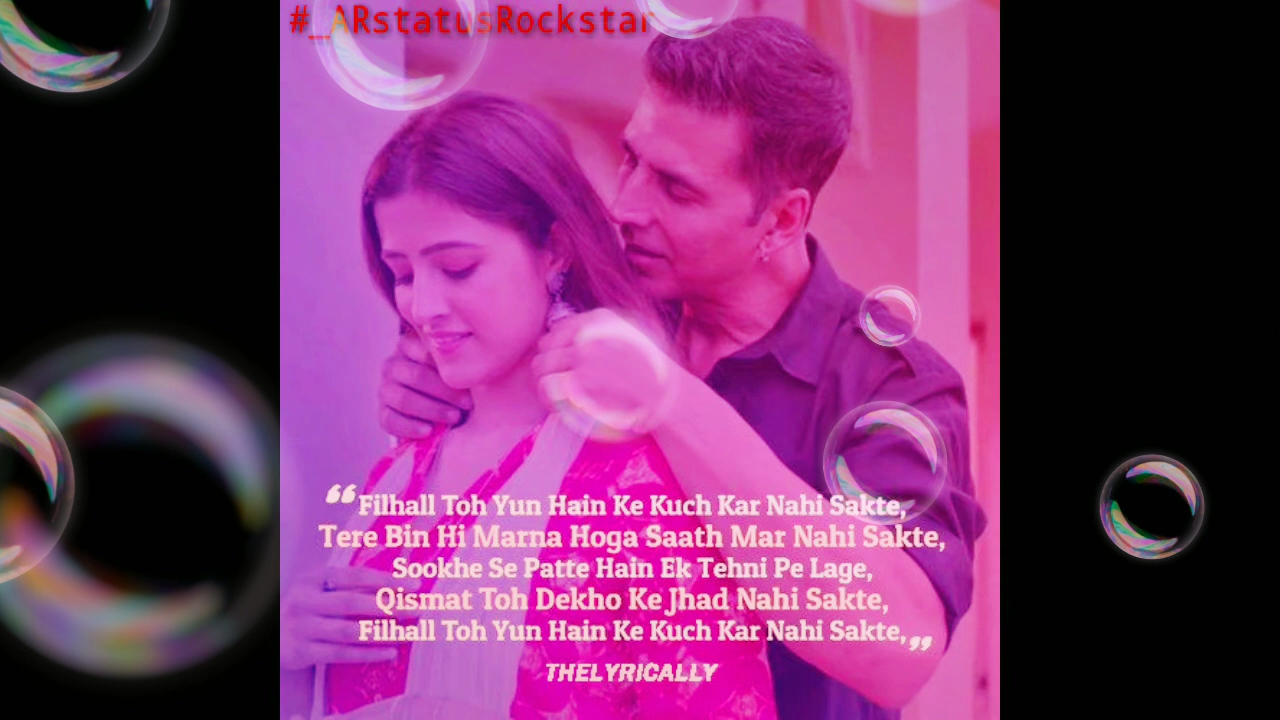 #_ARstatusRockstar
“Filhall Toh Yun Hain Ke Kuch Kar Nahi Sakte,
Tere Bin Hi Marna Hoga Saath Mar Nahi Sakte,
Sookhe Se Patte Hain Ek Tehni Pe Lage,
Qismat Toh Dekho Ke Jhad Nahi Sakte,
Filhall Toh Yun Hain Ke Kuch Kar Nahi Sakte,„
THELYRICALLY